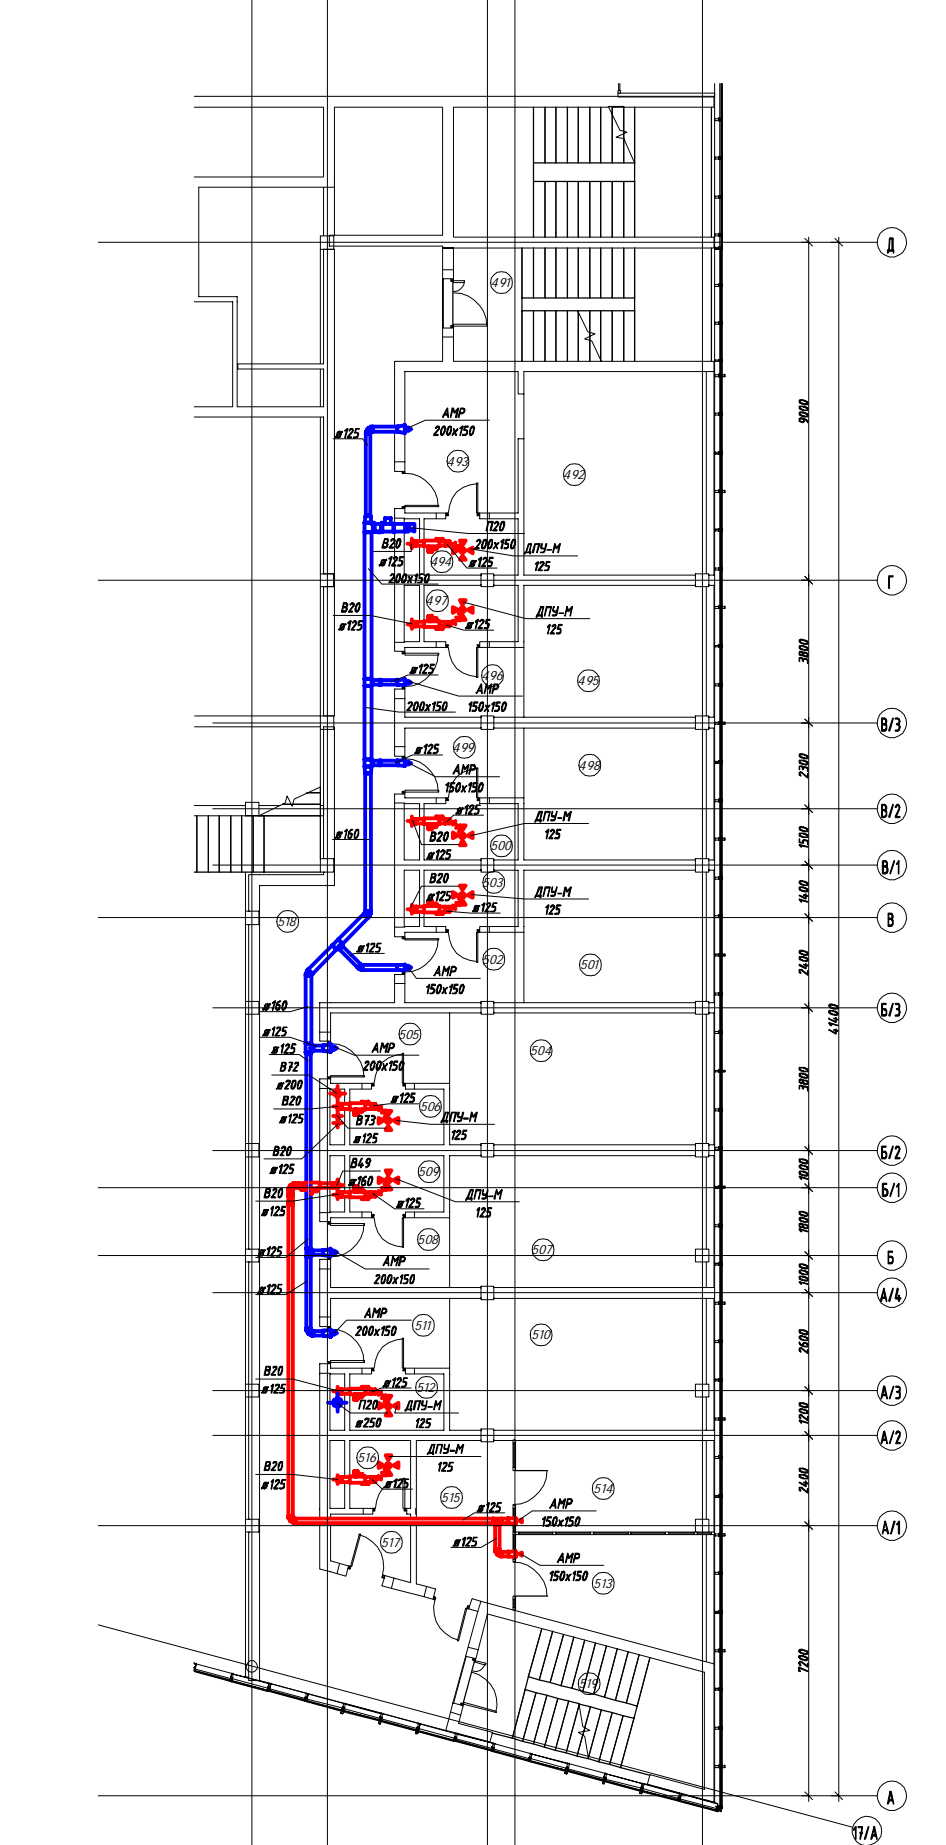 Д
491
9000
АМР
200x150
ø125
493
492
П20
200x150
В20
ø125
ДПУ-М
125
494
ø125
200x150
Г
497
В20
ø125
ДПУ-М
125
ø125
3800
ø125
496
495
АМР
150x150
200x150
В/3
499
ø125
498
2300
АМР
150x150
В/2
ø125
ДПУ-М
125
ø160
В20
ø125
500
1500
В/1
В20
ø125
503
ДПУ-М
125
ø125
1400
518
В
ø125
502
501
2400
АМР
150x150
ø160
Б/3
41400
ø125
505
504
ø125
АМР
200x150
В72
ø200
3800
В20
ø125
ø125
506
В73
ø125
ДПУ-М
125
В20
ø125
Б/2
В49
ø160
509
1000
В20
ø125
ø125
ДПУ-М
125
Б/1
508
507
1800
ø125
Б
АМР
200x150
1000
ø125
А/4
АМР
200x150
511
510
2600
В20
ø125
ø125
512
А/3
П20
ø250
ДПУ-М
125
1200
А/2
516
ДПУ-М
125
В20
ø125
ø125
515
514
2400
ø125
АМР
150x150
А/1
517
ø125
АМР
150x150
513
7200
519
А
17/А